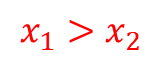 x₁ > x₂